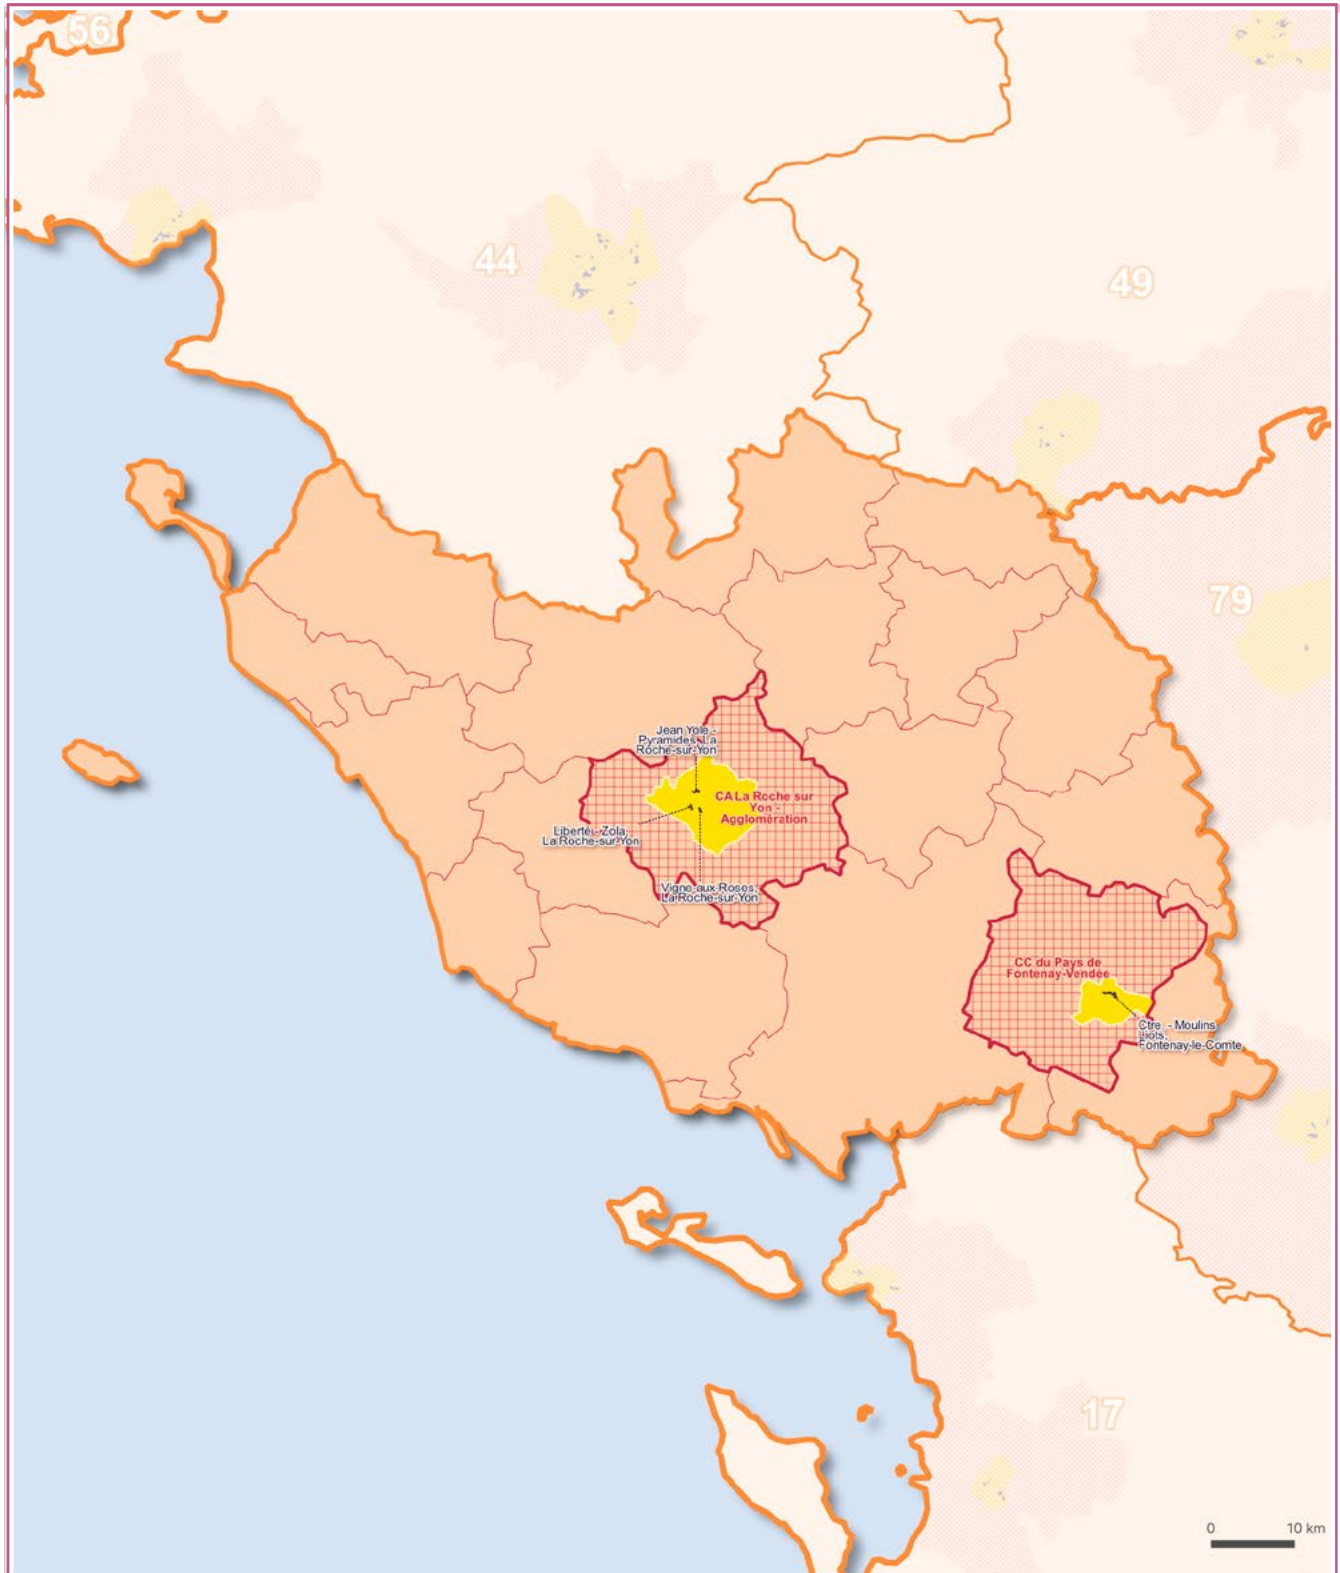 56
44
49
79
Jean Yole -
Pyramides, La
Roche-sur-Yon
CA La Roche sur
Yon -
Agglomération
Liberté - Zola,
La Roche-sur-Yon
Vigne-aux-Roses,
La Roche-sur-Yon
CC du Pays de
Fontenay-Vendée
Ctre. - Moulins
Liots,
Fontenay-le-Comte
17
0 10 km